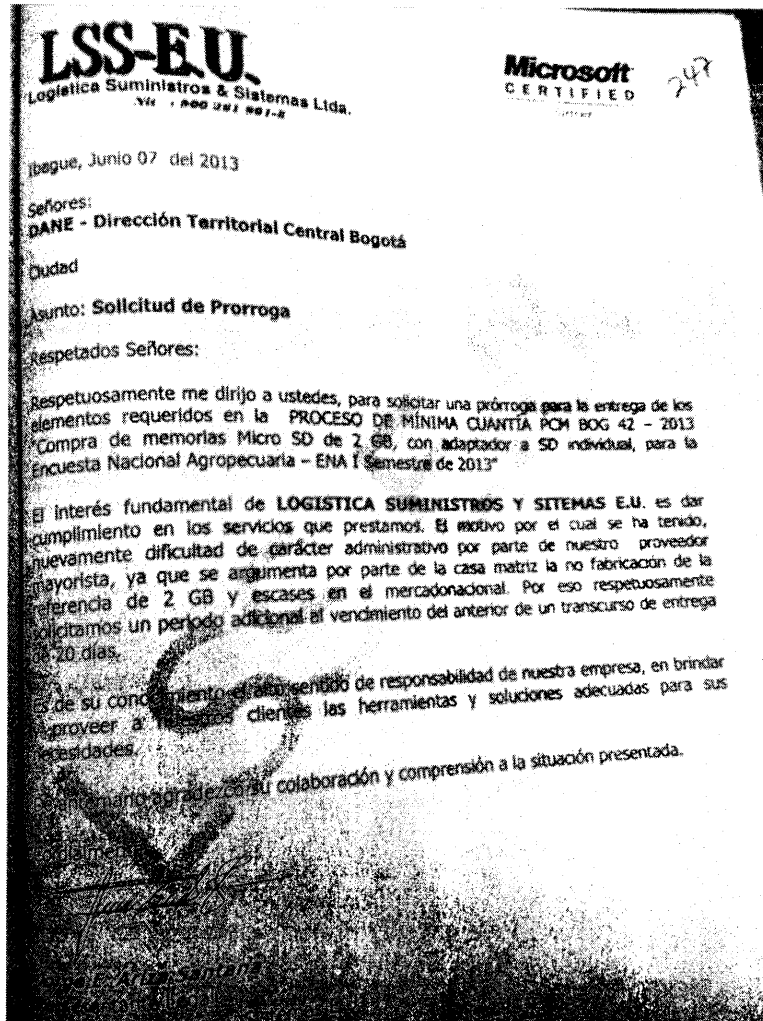 LSS-E.U.
Logistica Suministros & Sistemas Ltda.
Microsoft
CERTIFIED
247
Ibague, Junio 07 del 2013
Señores:
DANE - Dirección Territorial Central Bogotá
Ciudad
Asunto: Solicitud de Prorroga
Respetados Señores:
Respetuosamente me dirijo a ustedes, para solicitar una prórroga para la entrega de los
elementos requeridos en la PROCESO DE MÍNIMA CUANTÍA PCM BOG 42 – 2013
"Compra de memorias Micro SD de 2 GB, con adaptador a SD individual, para la
Encuesta Nacional Agropecuaria – ENA I Semestre de 2013"
El interés fundamental de LOGISTICA SUMINISTROS Y SITEMAS E.U. es dar
cumplimiento en los servicios que prestamos. El motivo por el cual se ha tenido,
nuevamente dificultad de carácter administrativo por parte de nuestro proveedor
mayorista, ya que se argumenta por parte de la casa matriz la no fabricación de la
referencia de 2 GB y escases en el mercadonacional. Por eso respetuosamente
solicitamos un periodo adicional al vencimiento del anterior de un transcurso de entrega
de 20 días.
Es de su conocimiento el alto sentido de responsabilidad de nuestra empresa, en brindar
proveer a nuestros clientes las herramientas y soluciones adecuadas para sus
necesidades.
De antemano agradezco su colaboración y comprensión a la situación presentada.
Cordialmente
Santana